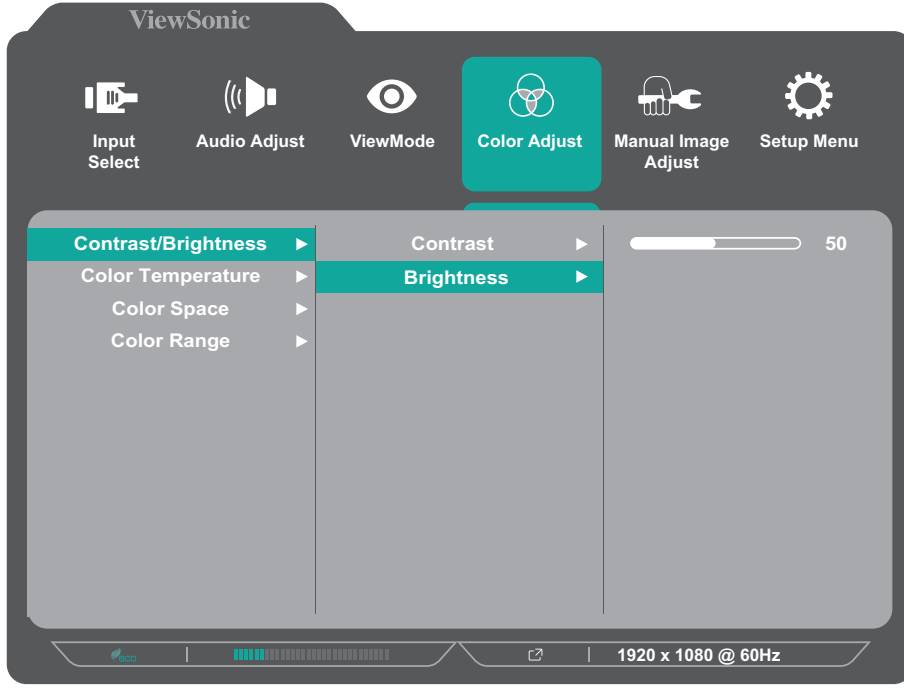 ViewSonic
Input
Select
Audio Adjust
ViewMode
Color Adjust
Manual Image
Adjust
Setup Menu
Contrast/Brightness
Contrast
50
Color Temperature
Brightness
Color Space
Color Range
eco
1920 x 1080 @ 60Hz